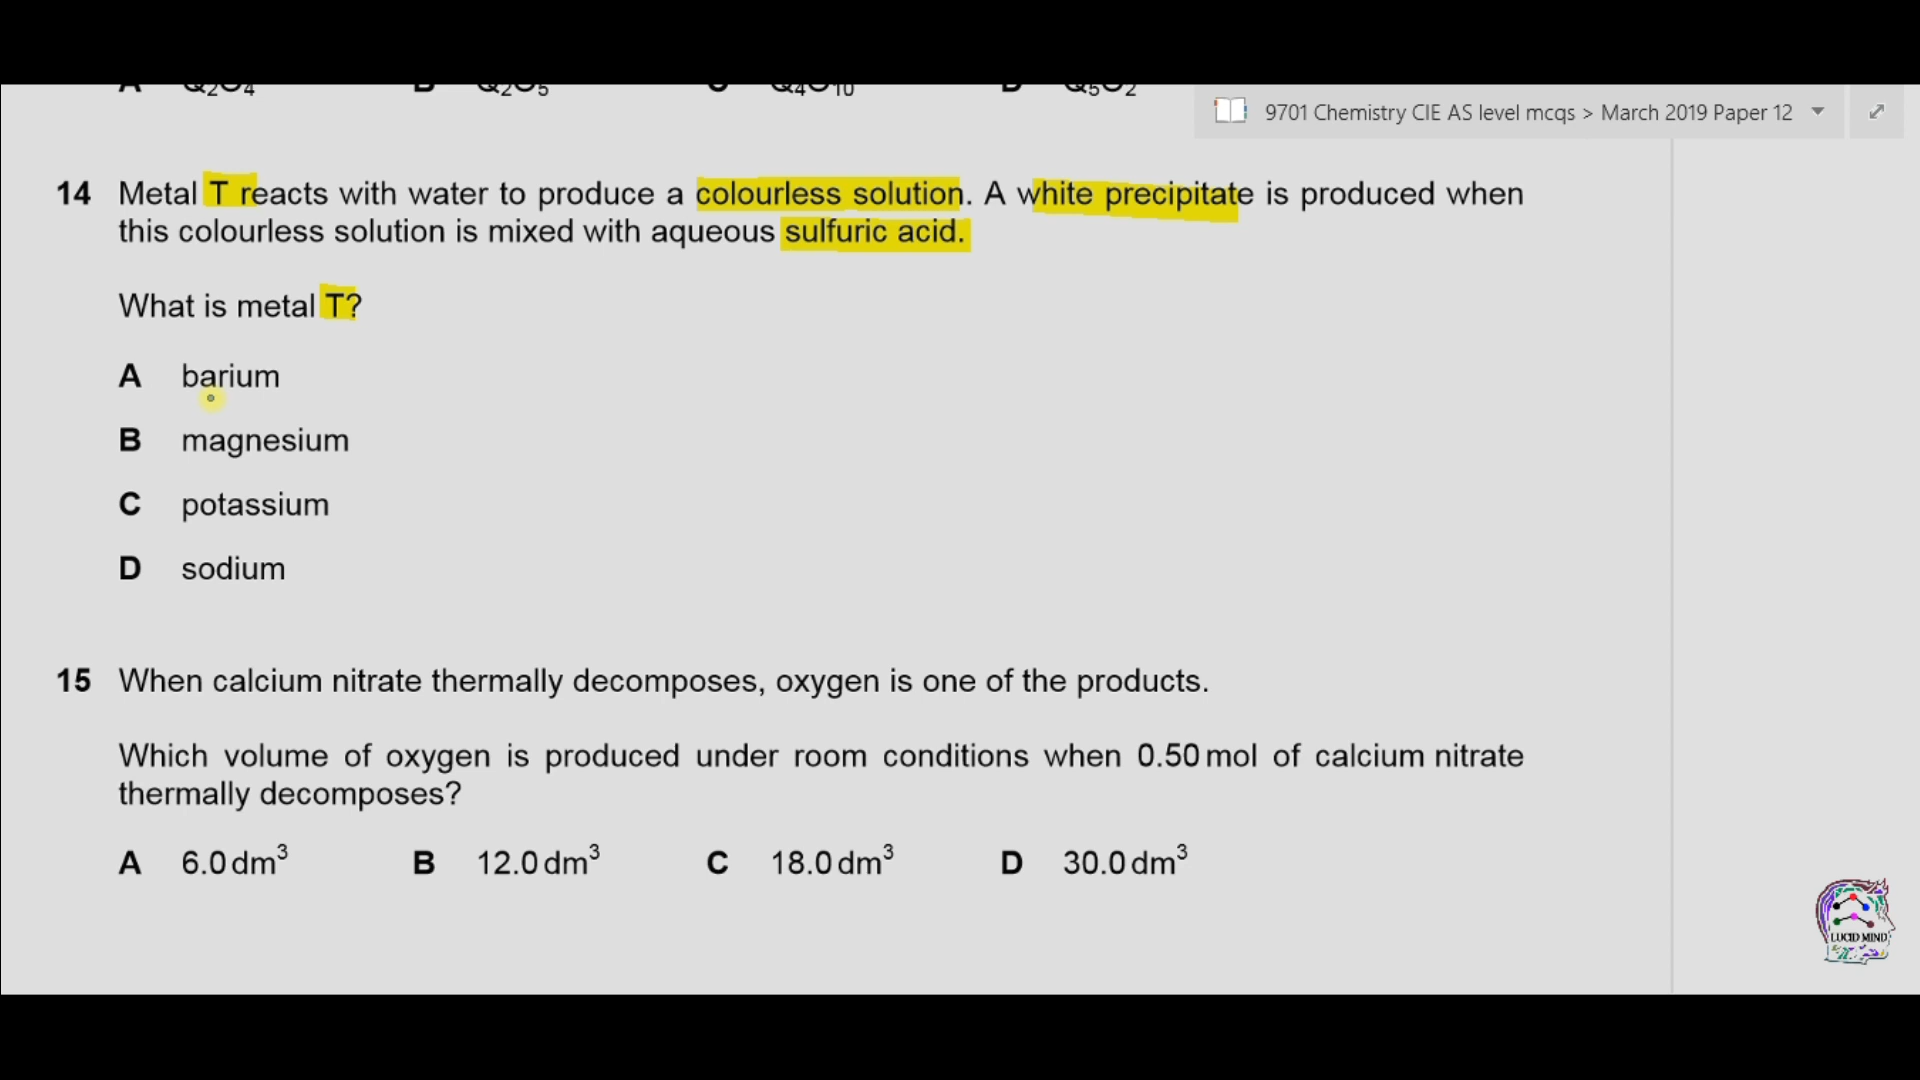 A Q₂O₄ B Q₂O₅ C Q₄O₁₀ D Q₅O₂
9701 Chemistry CIE AS level mcqs > March 2019 Paper 12
14 Metal T reacts with water to produce a colourless solution. A white precipitate is produced when
this colourless solution is mixed with aqueous sulfuric acid.
What is metal T?
A barium
B magnesium
C potassium
D sodium
15 When calcium nitrate thermally decomposes, oxygen is one of the products.
Which volume of oxygen is produced under room conditions when 0.50 mol of calcium nitrate
thermally decomposes?
A 6.0 dm³ B 12.0 dm³ C 18.0 dm³ D 30.0 dm³
LUCID MIND